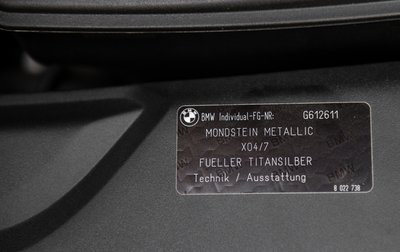 BMW Individual-FG-NR: G612611
MONDSTEIN METALLIC
X04/7
FUELLER TITANSILBER
Technik / Ausstattung
8 022 738